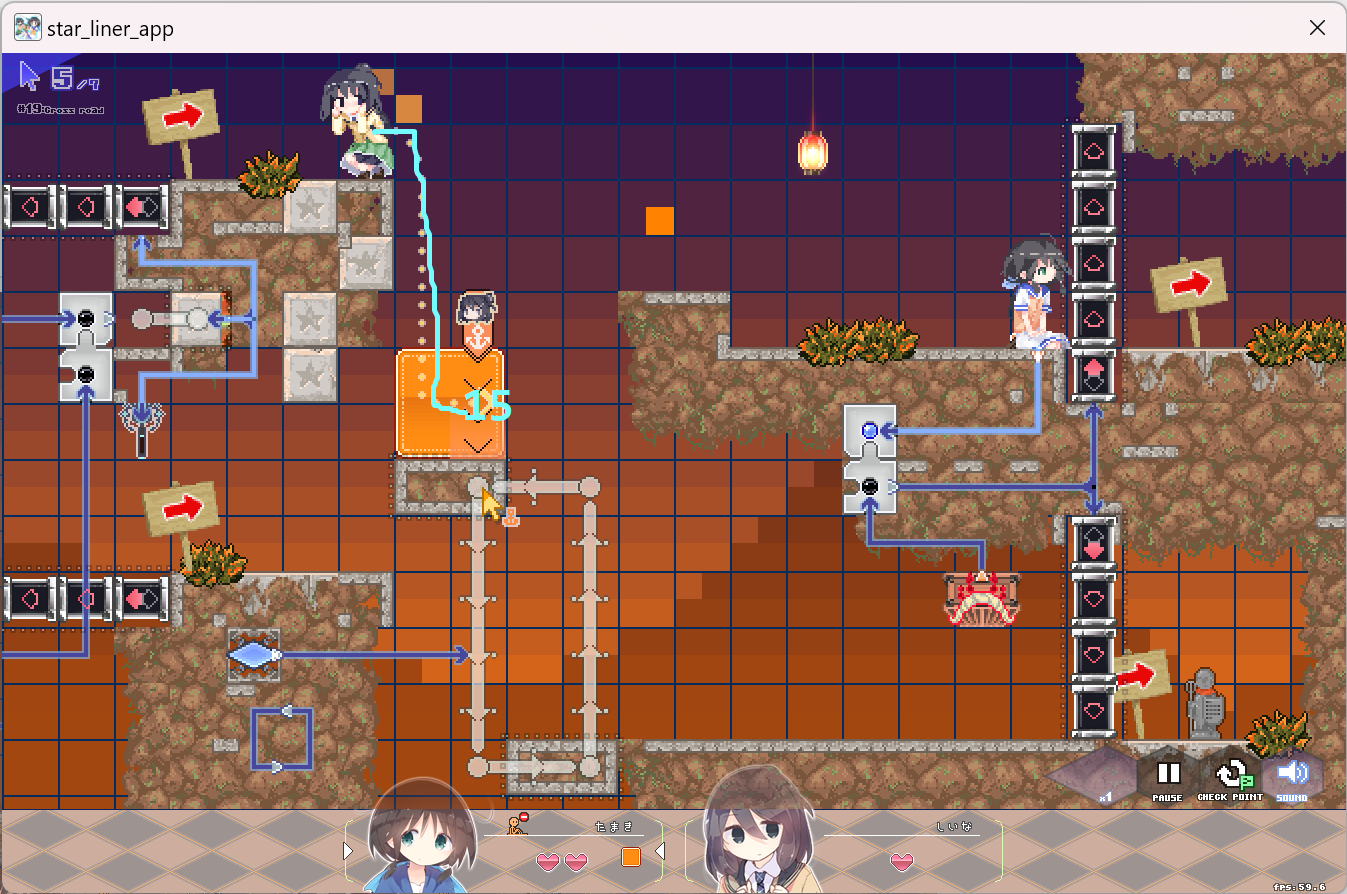 star_liner_app
5/7
#19:Cross road
15
x1
PAUSE
CHECK POINT
SOUND
たまき
しいな
fps:59.6